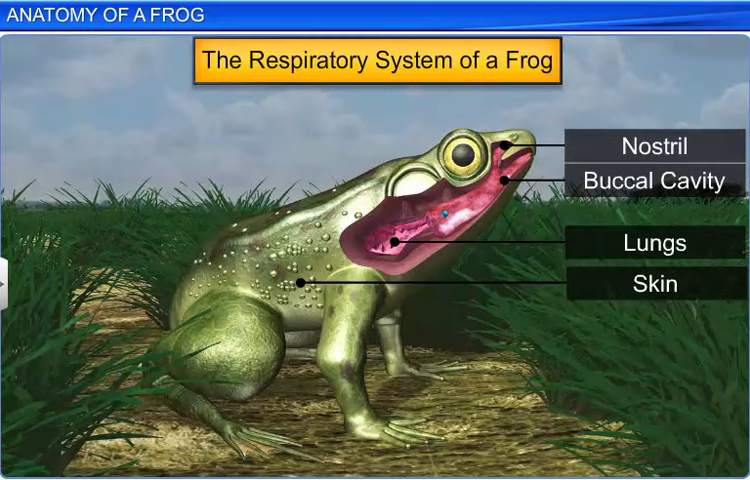 ANATOMY OF A FROG
The Respiratory System of a Frog
Nostril
Buccal Cavity
Lungs
Skin